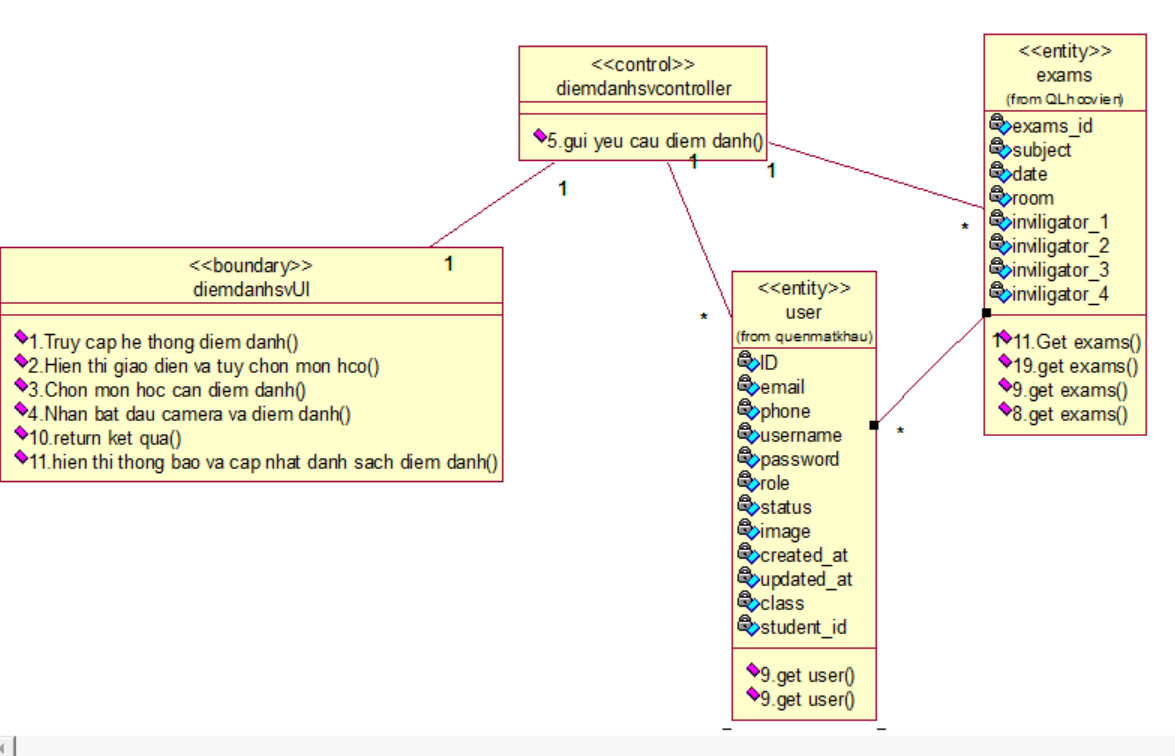 <<control>>
diemdanhsvcontroller
5.gui yeu cau diem danh()
1
1
1
<<entity>>
exams
(from QLhocvien)
exams_id
subject
date
room
inviligator_1
inviligator_2
inviligator_3
inviligator_4
11.Get exams()
19.get exams()
9.get exams()
8.get exams()
*
1
<<boundary>>
diemdanhsvUI
1
1.Truy cap he thong diem danh()
2.Hien thi giao dien va tuy chon mon hco()
3.Chon mon hoc can diem danh()
4.Nhan bat dau camera va diem danh()
10.return ket qua()
11.hien thi thong bao va cap nhat danh sach diem danh()
<<entity>>
user
(from quenmatkhau)
*
ID
email
phone
username
password
role
status
image
created_at
updated_at
class
student_id
9.get user()
9.get user()
*